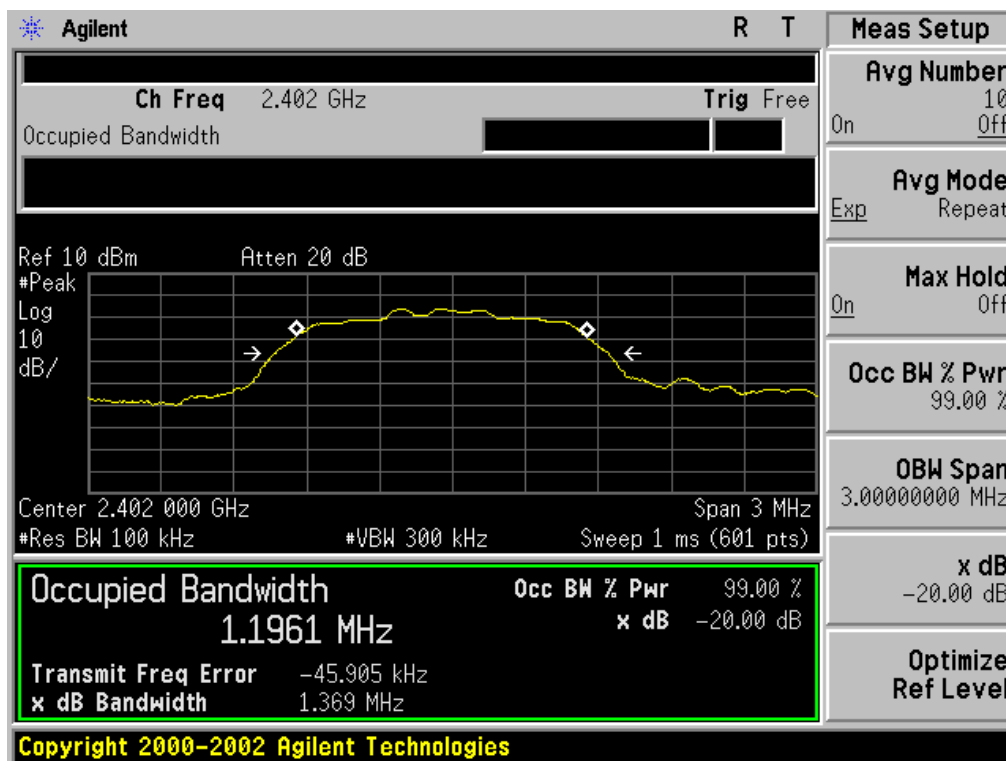 Agilent R T Meas Setup
Avg Number
10
On Off
Ch Freq 2.402 GHz Trig Free
Occupied Bandwidth
Avg Mode
Exp Repeat
Ref 10 dBm Atten 20 dB
#Peak
Log
10
dB/
Max Hold
On Off
Occ BW % Pwr
99.00 %
OBW Span
3.00000000 MHz
Center 2.402 000 GHz Span 3 MHz
#Res BW 100 kHz #VBW 300 kHz Sweep 1 ms (601 pts)
x dB
-20.00 dB
Occupied Bandwidth Occ BW % Pwr 99.00 %
1.1961 MHz x dB -20.00 dB
Transmit Freq Error -45.905 kHz
x dB Bandwidth 1.369 MHz
Optimize
Ref Level
Copyright 2000-2002 Agilent Technologies